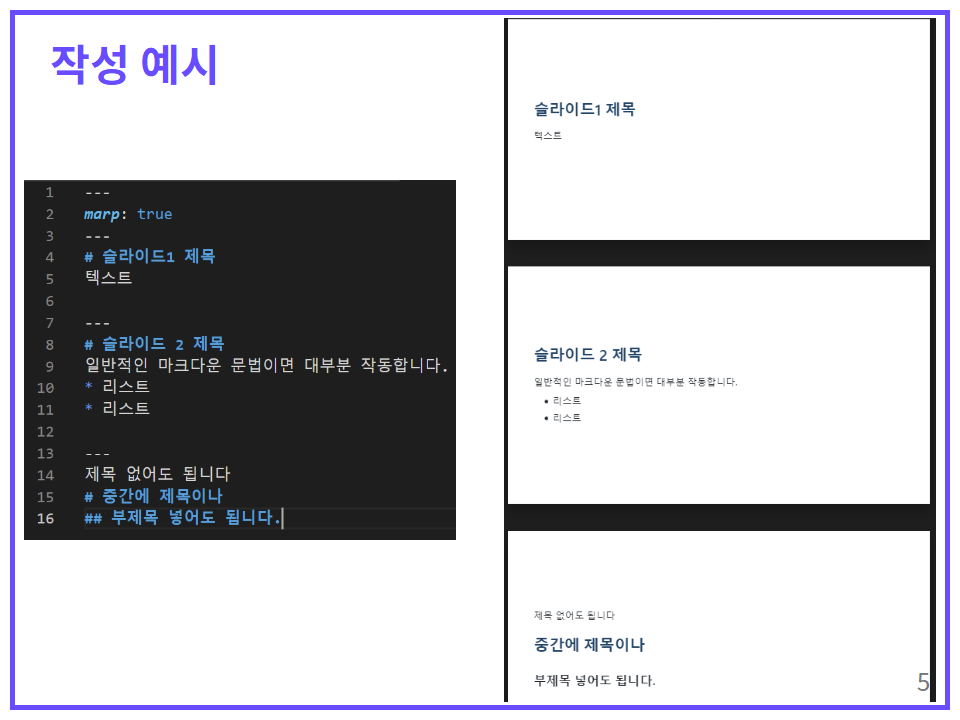 작성 예시
1 ---
2 marp: true
3 ---
4 # 슬라이드1 제목
5 텍스트
6
7 ---
8 # 슬라이드 2 제목
9 일반적인 마크다운 문법이면 대부분 작동합니다.
10 * 리스트
11 * 리스트
12
13 ---
14 제목 없어도 됩니다
15 # 중간에 제목이나
16 ## 부제목 넣어도 됩니다.
슬라이드1 제목
텍스트
슬라이드 2 제목
일반적인 마크다운 문법이면 대부분 작동합니다.
• 리스트
• 리스트
제목 없어도 됩니다
중간에 제목이나
부제목 넣어도 됩니다.
5